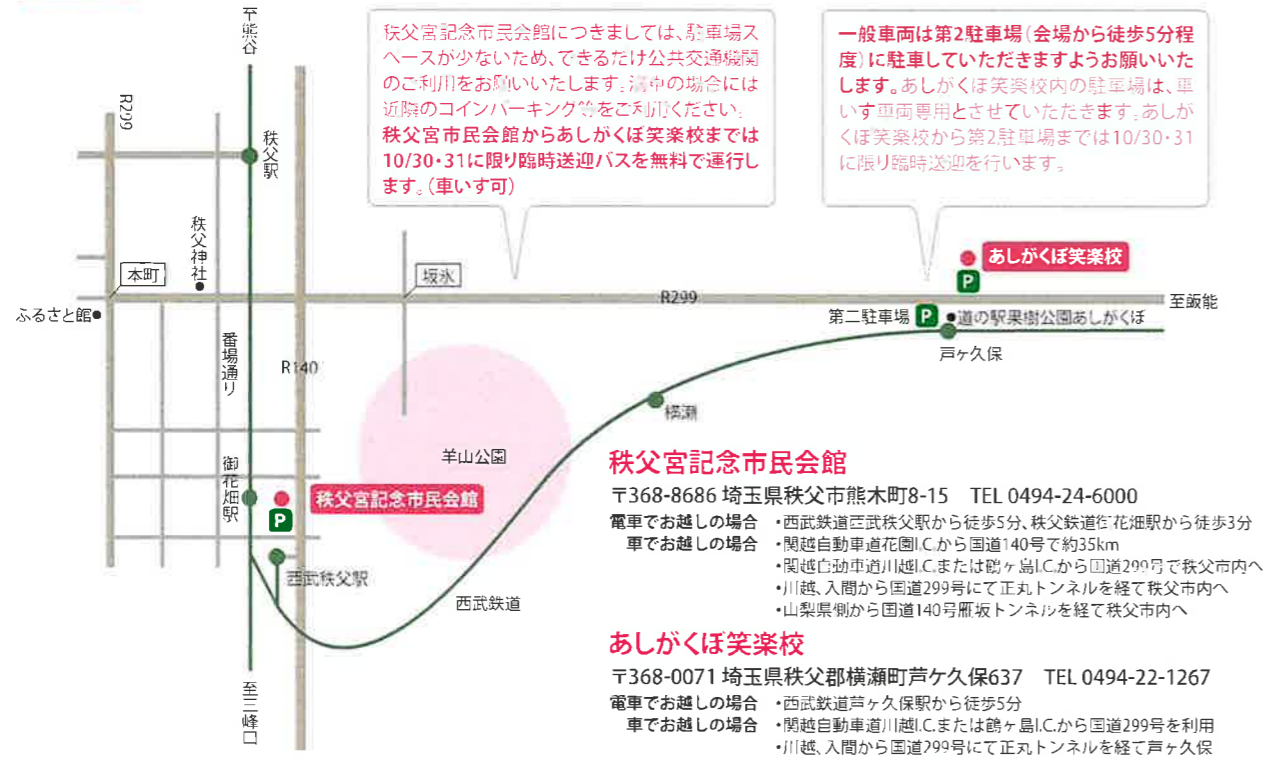 至熊谷
秩父宮記念市民会館につきましては、駐車場ス
ペースが少ないため、できるだけ公共交通機関
のご利用をお願いいたします。満車の場合には
近隣のコインパーキング等をご利用ください。
秩父宮市民会館からあしがくぼ笑楽校までは
10/30・31に限り臨時送迎バスを無料で運行し
ます。(車いす可)
一般車両は第2駐車場(会場から徒歩5分程
度)に駐車していただきますようお願いいた
します。あしがくぼ笑楽校内の駐車場は、車
いす車両専用とさせていただきます。あしが
くぼ笑楽校から第2駐車場までは10/30・31
に限り臨時送迎を行います。
R299
秩父駅
秩父神社
本町
坂氷
あしがくぼ笑楽校
P
R299
至飯能
ふるさと館
第二駐車場
P
道の駅果樹公園あしがくぼ
芦ヶ久保
番場通り
R140
横瀬
羊山公園
御花畑駅
秩父宮記念市民会館
P
西武秩父駅
西武鉄道
至三峰口
秩父宮記念市民会館
〒368-8686 埼玉県秩父市熊木町8-15 TEL 0494-24-6000
電車でお越しの場合 ・西武鉄道西武秩父駅から徒歩5分、秩父鉄道御花畑駅から徒歩3分
車でお越しの場合 ・関越自動車道花園I.C.から国道140号で約35km
・関越自動車道川越I.C.または鶴ヶ島I.C.から国道299号で秩父市内へ
・川越、入間から国道299号にて正丸トンネルを経て秩父市内へ
・山梨県側から国道140号雁坂トンネルを経て秩父市内へ
あしがくぼ笑楽校
〒368-0071 埼玉県秩父郡横瀬町芦ケ久保637 TEL 0494-22-1267
電車でお越しの場合 ・西武鉄道芦ヶ久保駅から徒歩5分
車でお越しの場合 ・関越自動車道川越I.C.または鶴ヶ島I.C.から国道299号を利用
・川越、入間から国道299号にて正丸トンネルを経て芦ヶ久保